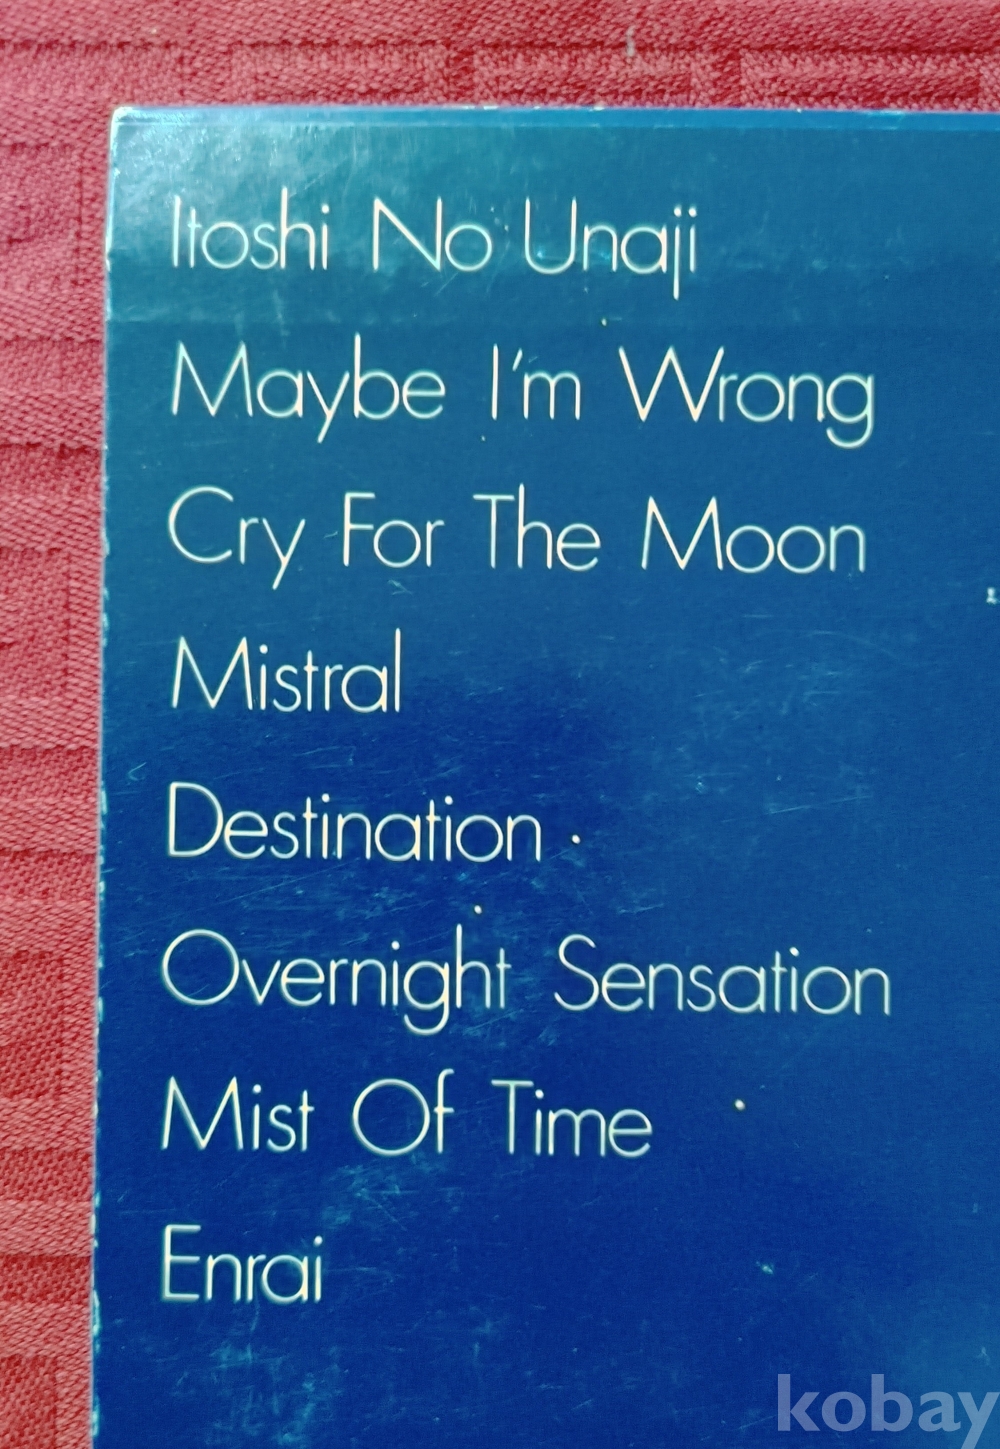 Itoshi No Unaji
Maybe I'm Wrong
Cry For The Moon
Mistral
Destination
Overnight Sensation
Mist Of Time
Enrai
kobay